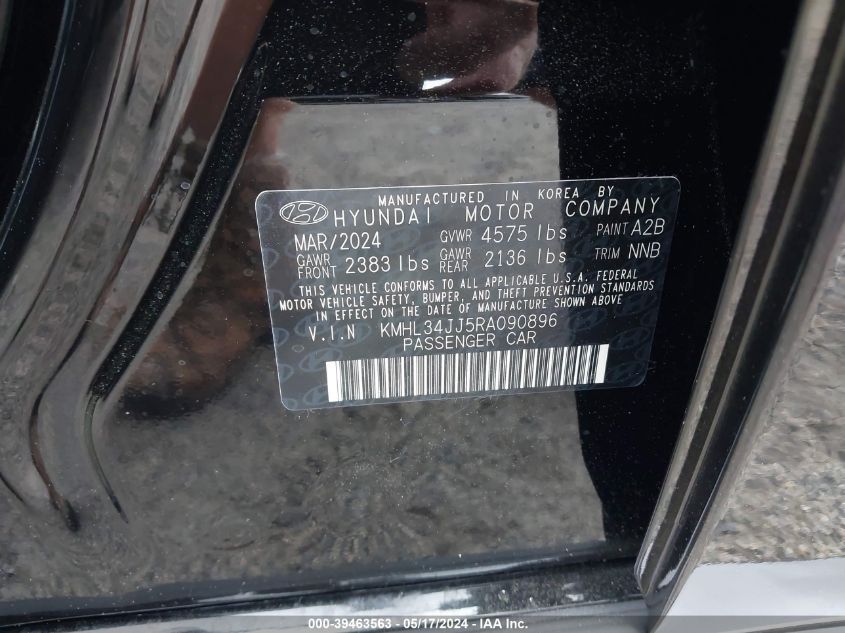 MANUFACTURED IN KOREA BY
HYUNDAI MOTOR COMPANY
MAR/2024 GVWR 4575 lbs PAINT A2B
GAWR FRONT 2383 lbs GAWR REAR 2136 lbs TRIM NNB
THIS VEHICLE CONFORMS TO ALL APPLICABLE U.S.A. FEDERAL
MOTOR VEHICLE SAFETY, BUMPER, AND THEFT PREVENTION STANDARDS
IN EFFECT ON THE DATE OF MANUFACTURE SHOWN ABOVE
V.I.N KMHL34JJ5RA090896
PASSENGER CAR
000-39463563 - 05/17/2024 - IAA Inc.